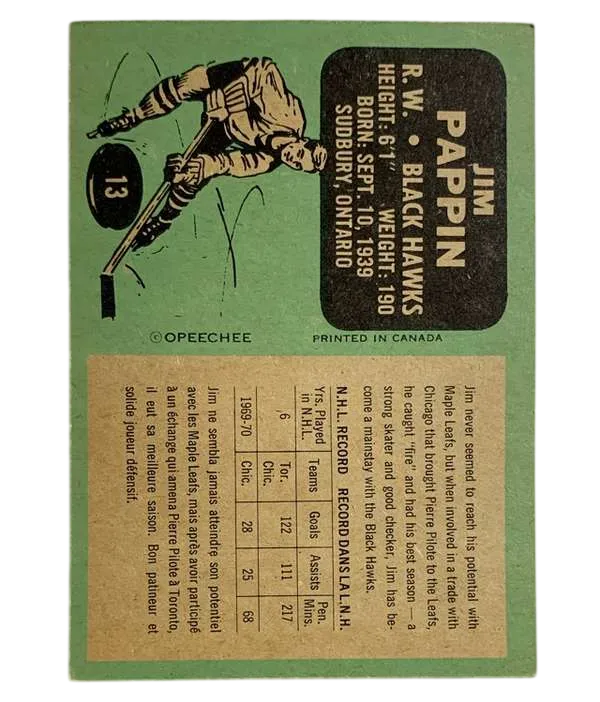 JIM
PAPPIN
R. W. • BLACK HAWKS
HEIGHT: 6'1" WEIGHT: 190
BORN: SEPT. 10, 1939
SUDBURY, ONTARIO
13
©OPEECHEE
PRINTED IN CANADA
Jim never seemed to reach his potential with
Maple Leafs, but when involved in a trade with
Chicago that brought Pierre Pilote to the Leafs,
he caught "fire" and had his best season — a
strong skater and good checker, Jim has be-
come a mainstay with the Black Hawks.
N.H.L. RECORD RECORD DANS LA L.N.H.
Yrs. Played in N.H.L. Teams Goals Assists Pen. Mins.
6 Tor. Chic. 122 111 217
1969-70 Chic. 28 25 68
Jim ne sembla jamais atteindre son potentiel
avec les Maple Leafs, mais après avoir participé
à un échange qui amena Pierre Pilote à Toronto,
il eut sa meilleure saison. Bon patineur et
solide joueur défensif.